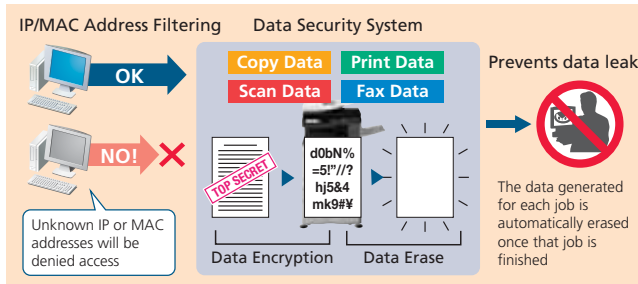 IP/MAC Address Filtering
OK
NO!
Unknown IP or MAC
addresses will be
denied access
Data Security System
Copy Data
Print Data
Scan Data
Fax Data
TOP SECRET
d0bN%
=5!"//?
hj5&4
mk9#¥
Data Encryption
Data Erase
Prevents data leak
The data generated
for each job is
automatically erased
once that job is
finished